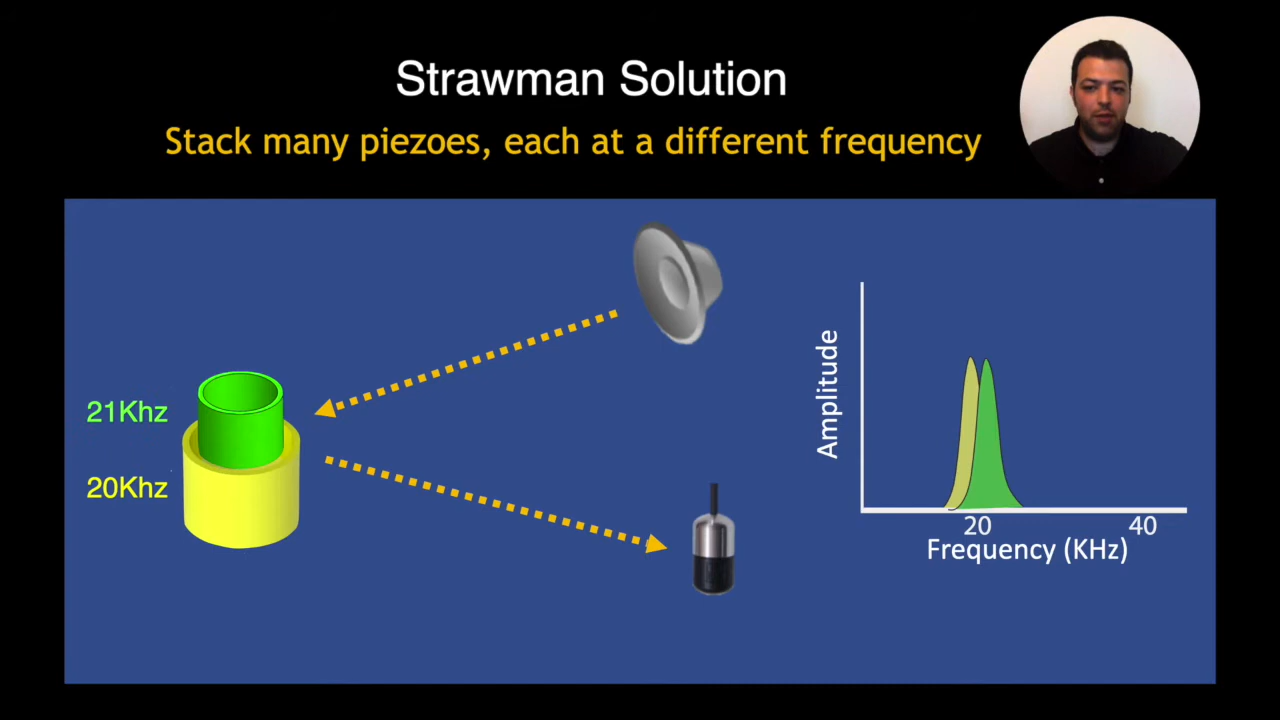 Strawman Solution
Stack many piezoes, each at a different frequency
21Khz
20Khz
Amplitude
20
40
Frequency (KHz)